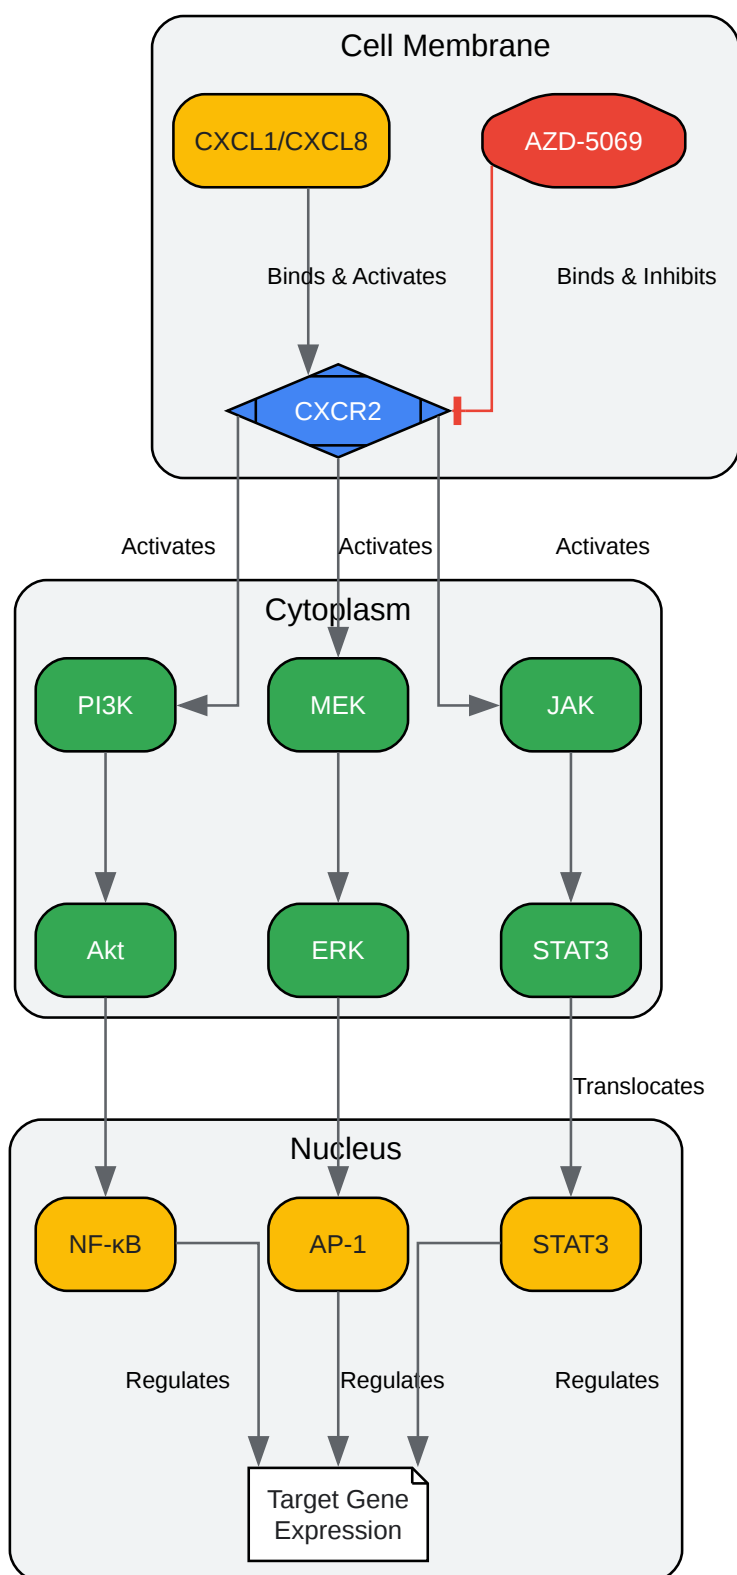 Cell Membrane
CXCL1/CXCL8
AZD-5069
Binds & Activates
Binds & Inhibits
CXCR2
Activates
Activates
Activates
Cytoplasm
PI3K
MEK
JAK
Akt
ERK
STAT3
Translocates
Nucleus
NF-κB
AP-1
STAT3
Regulates
Regulates
Regulates
Target Gene
Expression